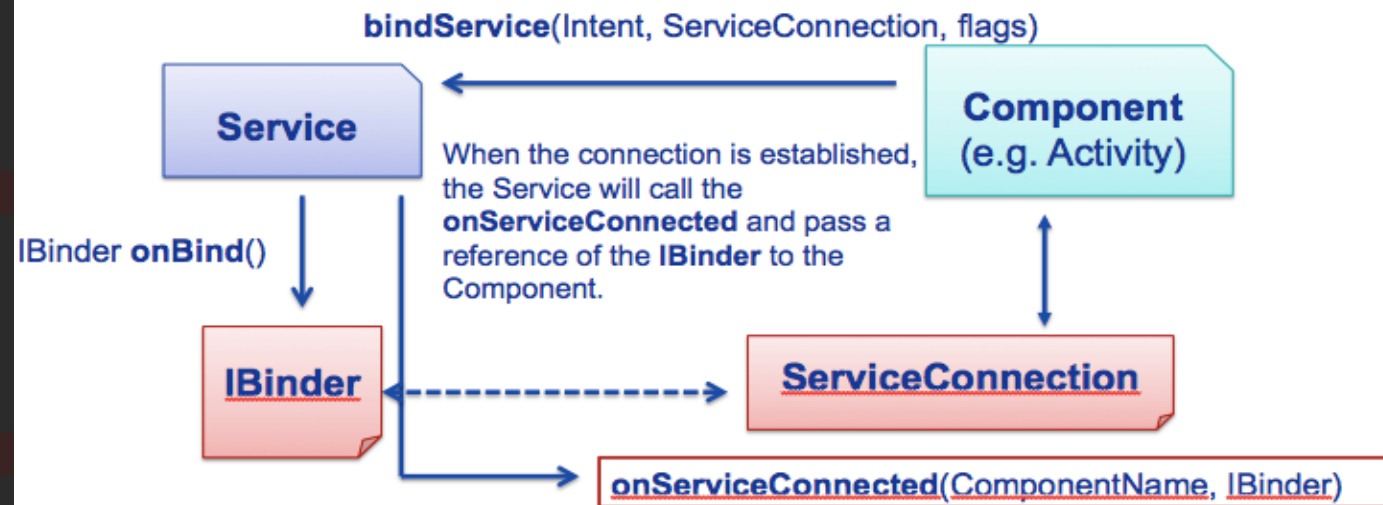 bindService(Intent, ServiceConnection, flags)
Service
Component
(e.g. Activity)
When the connection is established,
the Service will call the
onServiceConnected and pass a
reference of the IBinder to the
Component.
IBinder onBind()
IBinder
ServiceConnection
onServiceConnected(ComponentName, IBinder)